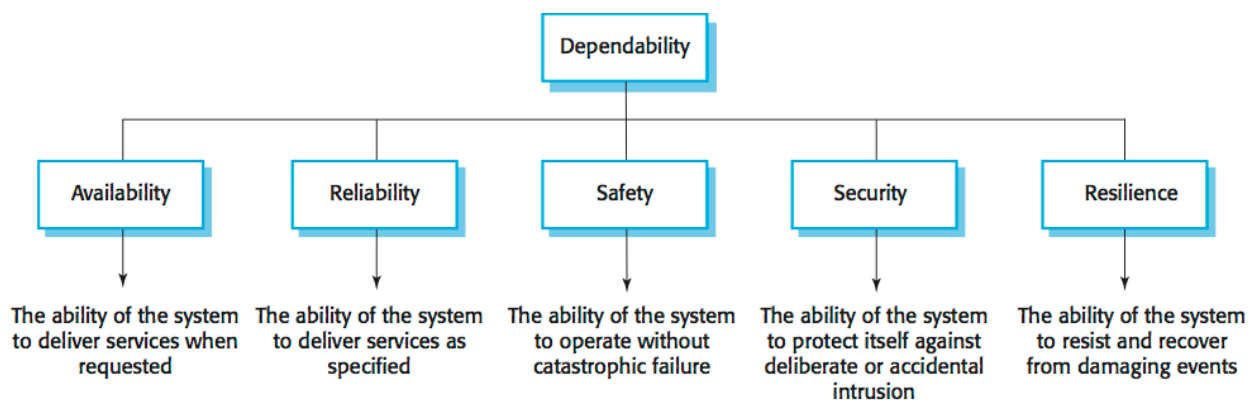 Dependability
Availability
Reliability
Safety
Security
Resilience
The ability of the system
to deliver services when
requested
The ability of the system
to deliver services as
specified
The ability of the system
to operate without
catastrophic failure
The ability of the system
to protect itself against
deliberate or accidental
intrusion
The ability of the system
to resist and recover
from damaging events